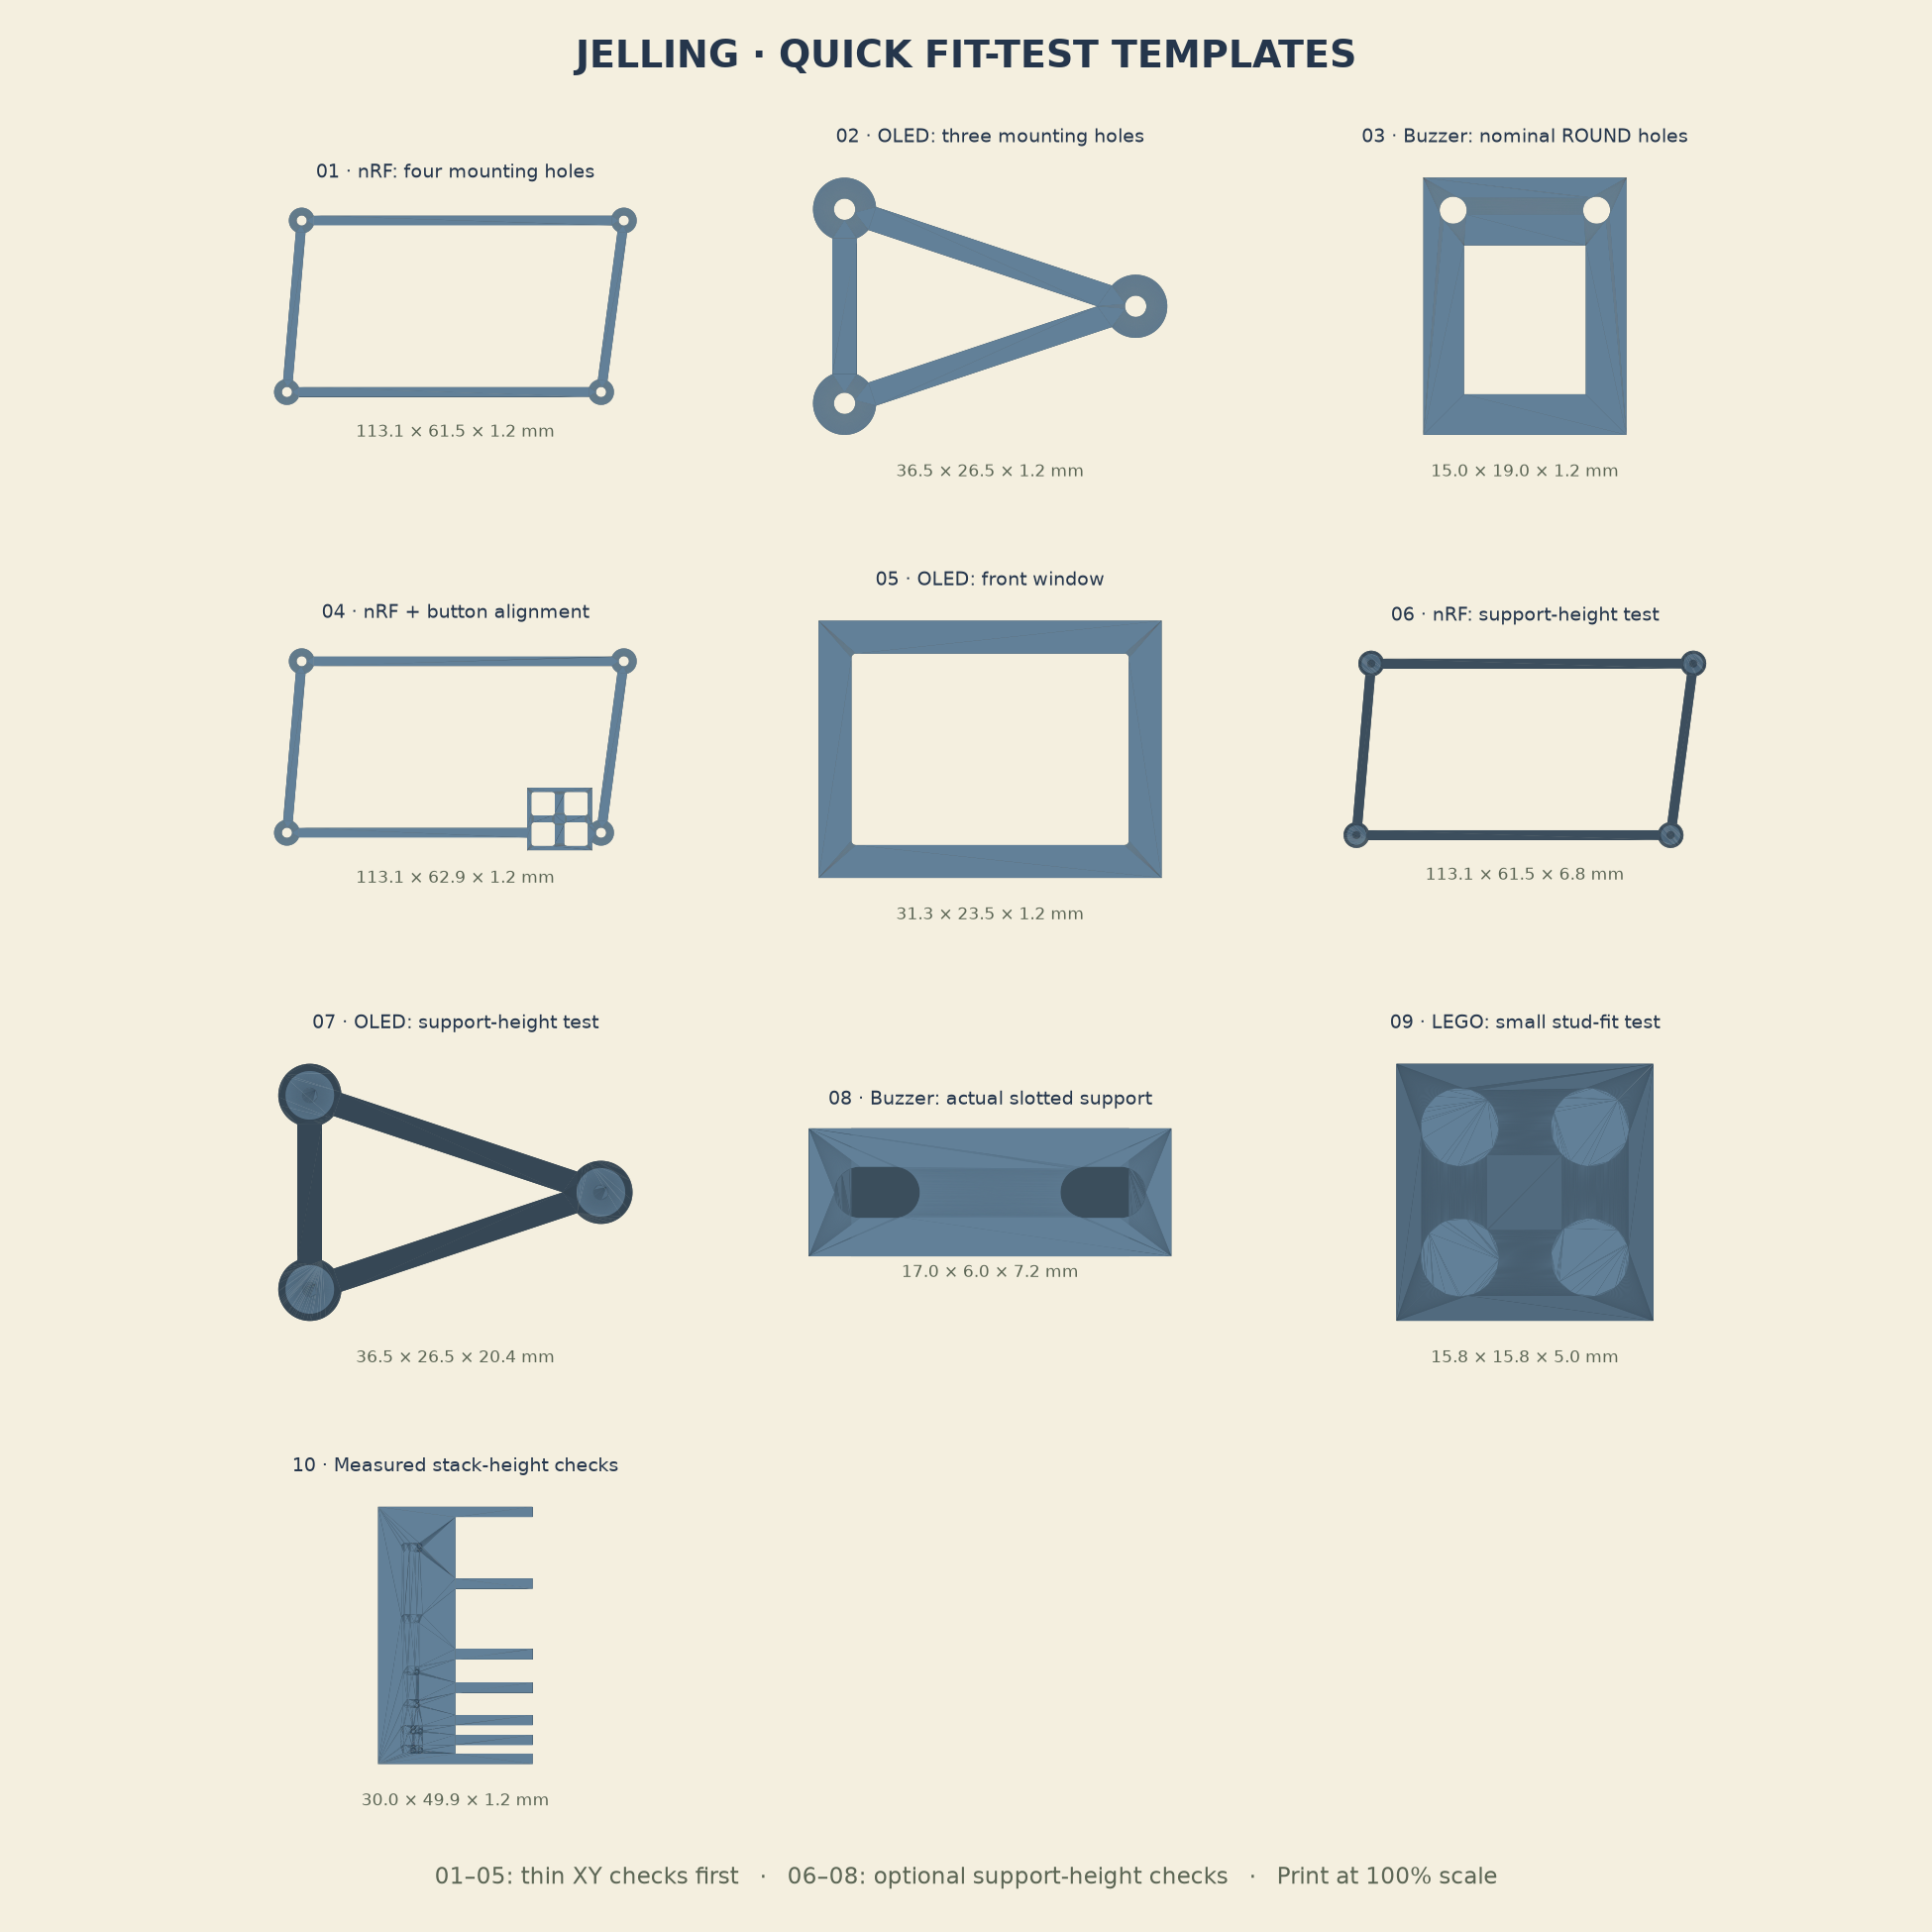 JELLING · QUICK FIT-TEST TEMPLATES
01 · nRF: four mounting holes
113.1 × 61.5 × 1.2 mm
02 · OLED: three mounting holes
36.5 × 26.5 × 1.2 mm
03 · Buzzer: nominal ROUND holes
15.0 × 19.0 × 1.2 mm
04 · nRF + button alignment
113.1 × 62.9 × 1.2 mm
05 · OLED: front window
31.3 × 23.5 × 1.2 mm
06 · nRF: support-height test
113.1 × 61.5 × 6.8 mm
07 · OLED: support-height test
36.5 × 26.5 × 20.4 mm
08 · Buzzer: actual slotted support
17.0 × 6.0 × 7.2 mm
09 · LEGO: small stud-fit test
15.8 × 15.8 × 5.0 mm
10 · Measured stack-height checks
30.0 × 49.9 × 1.2 mm
01–05: thin XY checks first · 06–08: optional support-height checks · Print at 100% scale